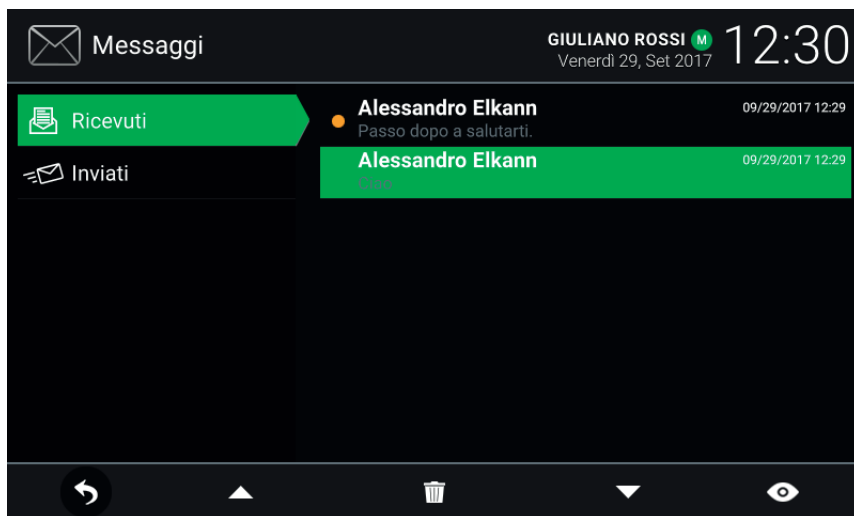 Messaggi
GIULIANO ROSSI M
Venerdì 29, Set 2017
12:30
Ricevuti
Inviati
Alessandro Elkann 09/29/2017 12:29
Passo dopo a salutarti.
Alessandro Elkann 09/29/2017 12:29
Ciao